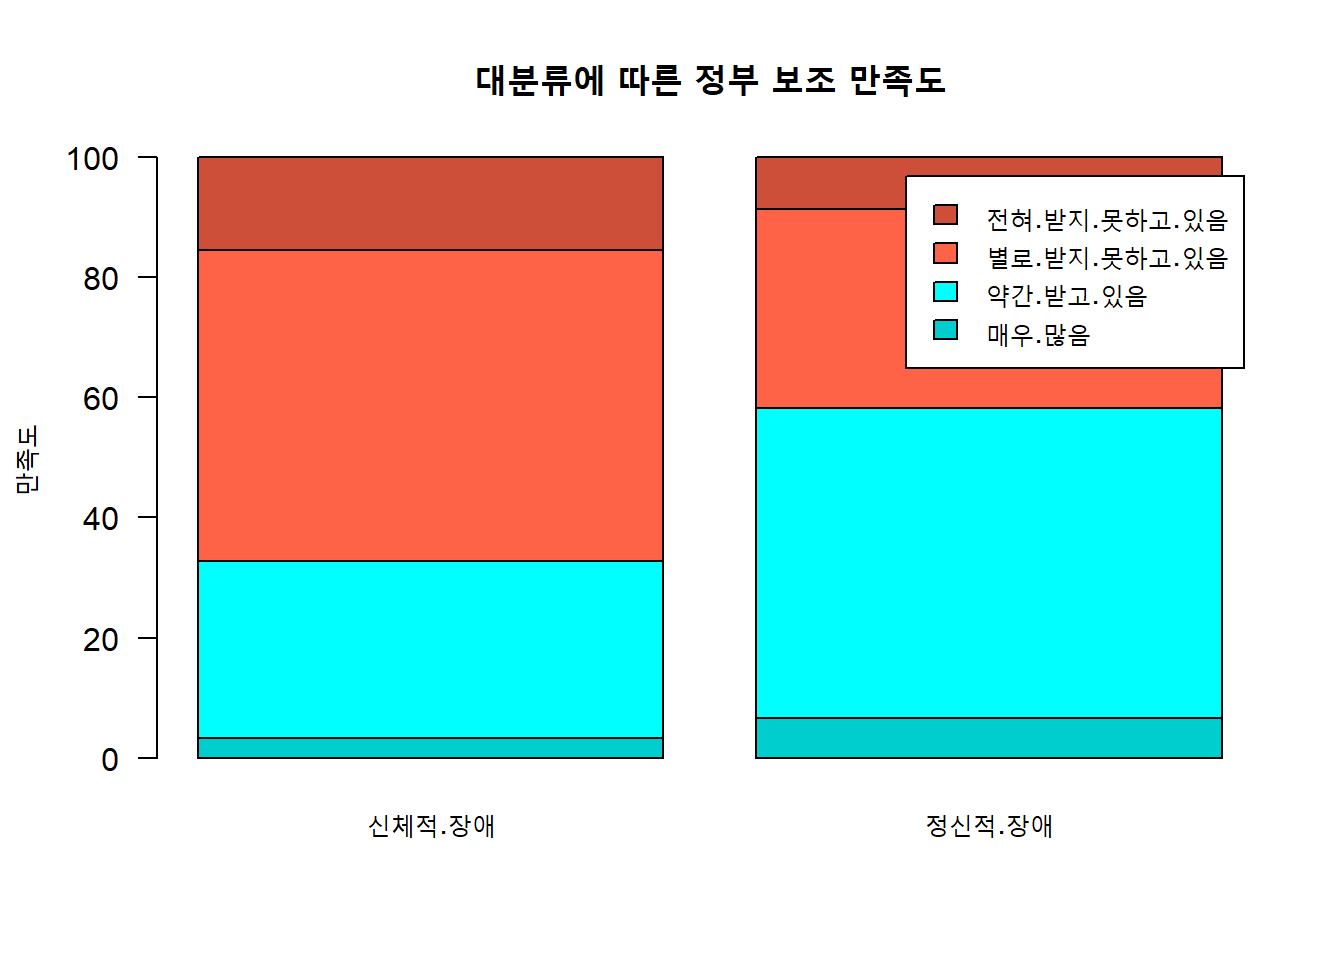 대분류에 따른 정부 보조 만족도
100
80
60
40
20
0
만족도
전혀.받지.못하고.있음
별로.받지.못하고.있음
약간.받고.있음
매우.많음
신체적.장애
정신적.장애